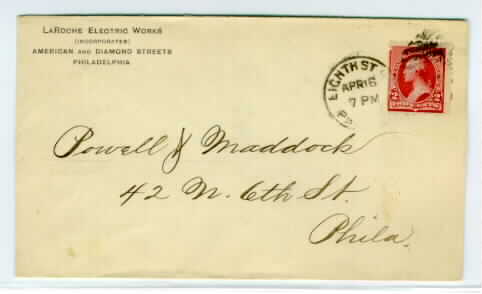 LaRoche Electric Works
(INCORPORATED)
AMERICAN AND DIAMOND STREETS
PHILADELPHIA
EIGHTH ST
APR 16
7 PM
PA
Powell & Maddock
42 N. 6th St.
Phila.